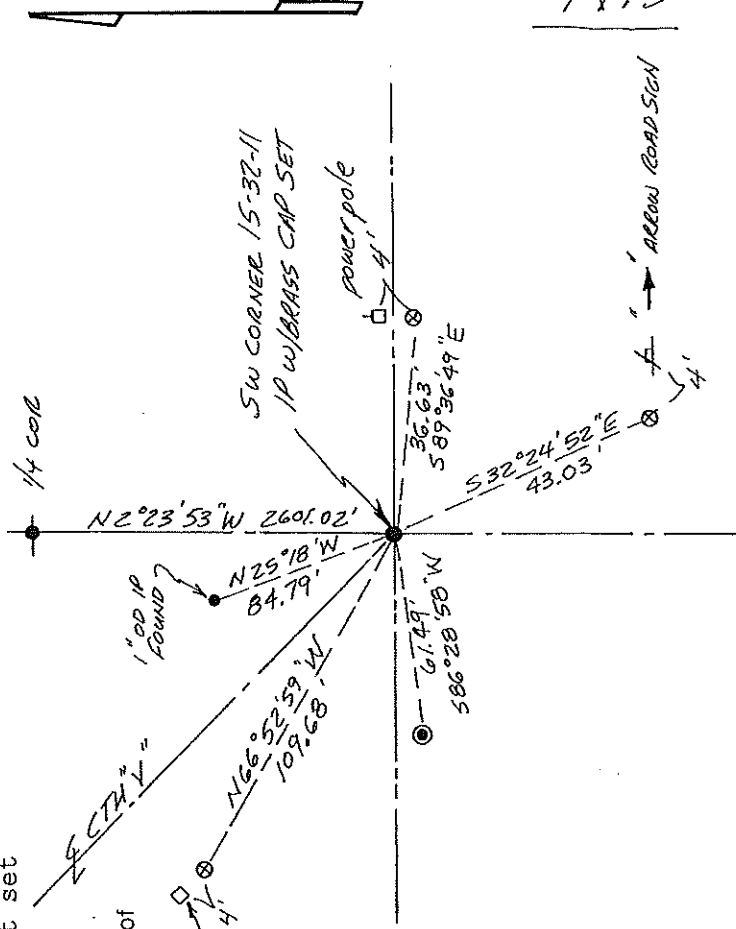 1/4 COR
N2°23'53"W 2601.02'
SW CORNER 15-32-11
IP W/BRASS CAP SET
powerpole
4'
36.63'
S89°36'49"E
S32°24'52"E
43.03'
4'
" " ARROW ROAD SIGN
1" OD IP
FOUND
N25°18'W
84.79'
℄ CTH "V"
N66°52'59"W
109.68'
61.49'
S86°28'58"W
4'
t set
of